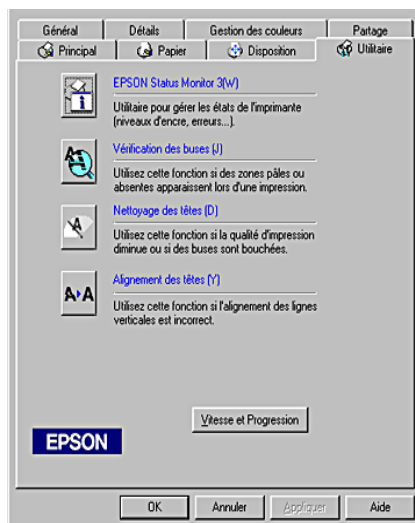 Général Détails Gestion des couleurs Partage
Principal Papier Disposition Utilitaire
EPSON Status Monitor 3(W)
Utilitaire pour gérer les états de l'imprimante
(niveaux d'encre, erreurs...).
Vérification des buses (J)
Utilisez cette fonction si des zones pâles ou
absentes apparaissent lors d'une impression.
Nettoyage des têtes (D)
Utilisez cette fonction si la qualité d'impression
diminue ou si des buses sont bouchées.
Alignement des têtes (Y)
Utilisez cette fonction si l'alignement des lignes
verticales est incorrect.
Vitesse et Progression
EPSON
OK Annuler Appliquer Aide